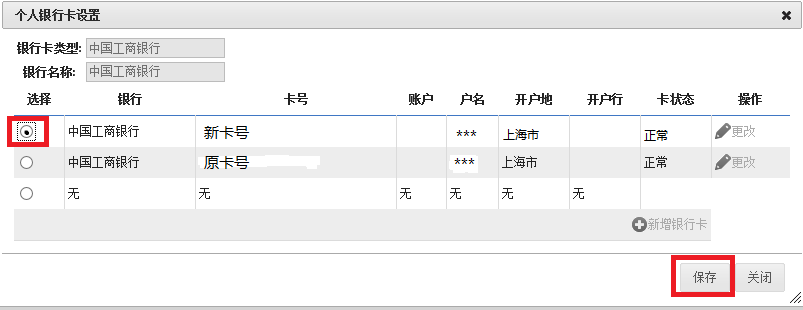 个人银行卡设置
银行卡类型: 中国工商银行
银行名称: 中国工商银行
选择 银行 卡号 账户 户名 开户地 开户行 卡状态 操作
中国工商银行 新卡号 *** 上海市 正常 更改
中国工商银行 原卡号 *** 上海市 正常 更改
无 无 无 无 无 无
新增银行卡
保存 关闭